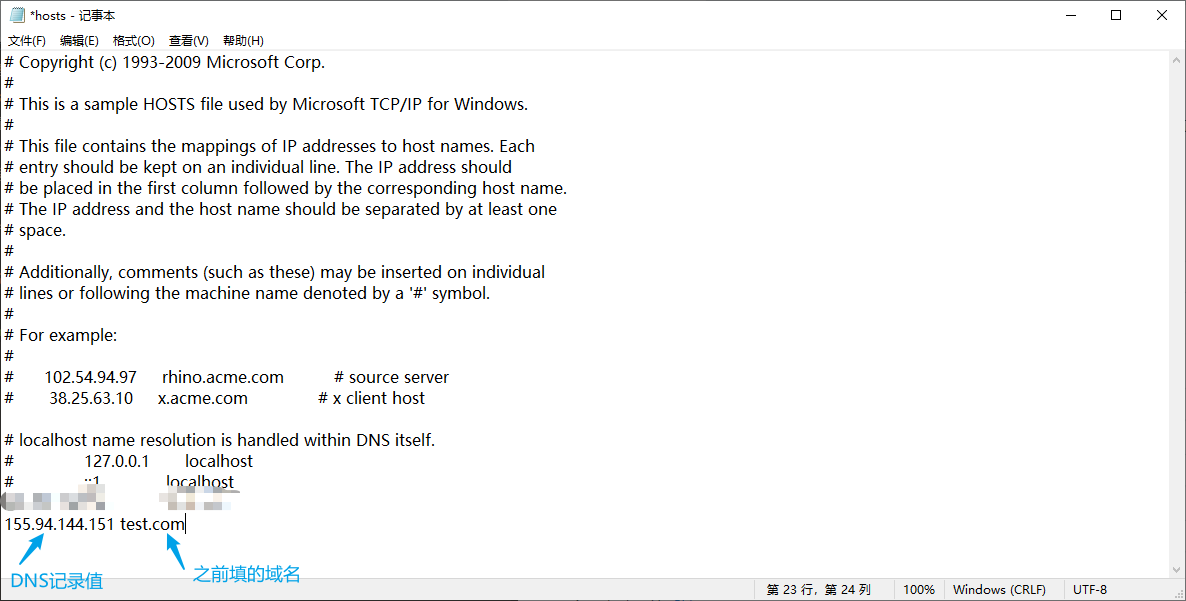 *hosts - 记事本
文件(F) 编辑(E) 格式(O) 查看(V) 帮助(H)
# Copyright (c) 1993-2009 Microsoft Corp.
#
# This is a sample HOSTS file used by Microsoft TCP/IP for Windows.
#
# This file contains the mappings of IP addresses to host names. Each
# entry should be kept on an individual line. The IP address should
# be placed in the first column followed by the corresponding host name.
# The IP address and the host name should be separated by at least one
# space.
#
# Additionally, comments (such as these) may be inserted on individual
# lines or following the machine name denoted by a '#' symbol.
#
# For example:
#
# 102.54.94.97 rhino.acme.com # source server
# 38.25.63.10 x.acme.com # x client host
# localhost name resolution is handled within DNS itself.
# 127.0.0.1 localhost
# ::1 localhost
155.94.144.151 test.com
DNS记录值 之前填的域名
第 23 行，第 24 列 100% Windows (CRLF) UTF-8